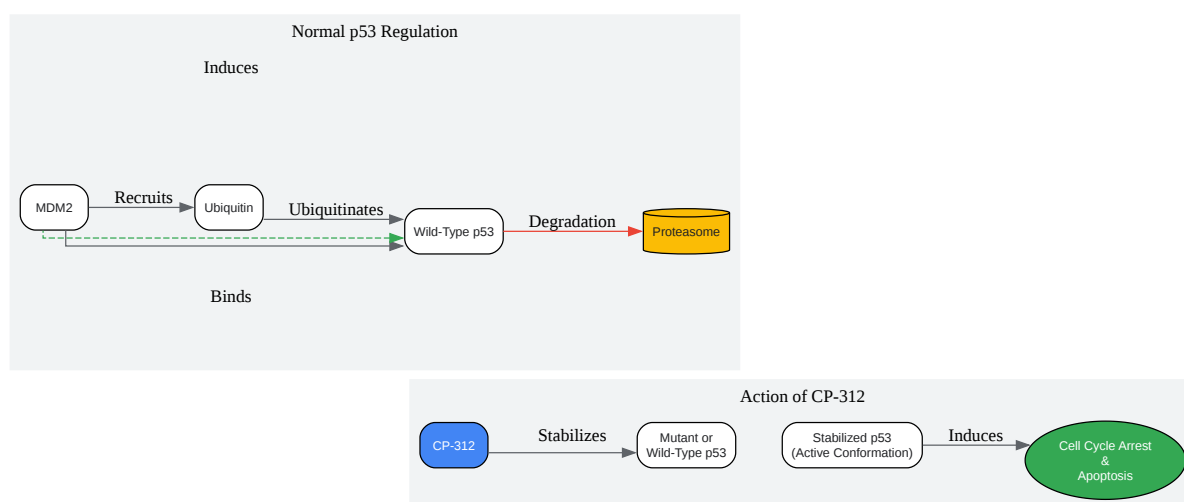 Normal p53 Regulation
Induces
MDM2
Recruits
Ubiquitin
Ubiquitinates
Wild-Type p53
Degradation
Proteasome
Binds
Action of CP-312
CP-312
Stabilizes
Mutant or
Wild-Type p53
Stabilized p53
(Active Conformation)
Induces
Cell Cycle Arrest
&
Apoptosis